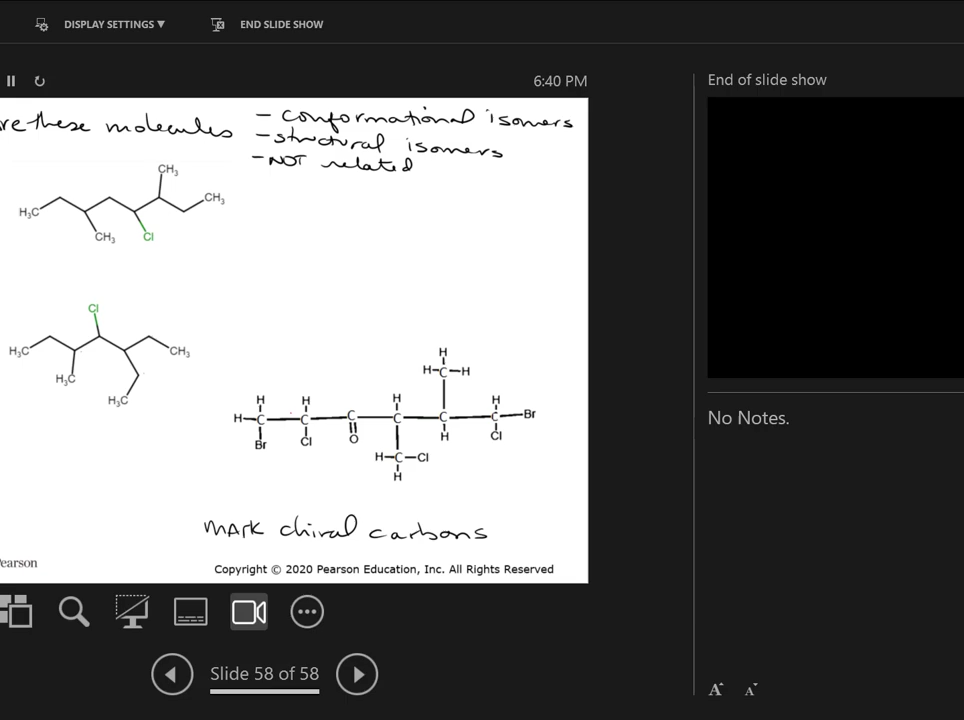 DISPLAY SETTINGS ▼
END SLIDE SHOW
6:40 PM
End of slide show
re these molecules
- conformational isomers
- structural isomers
- NOT related
CH₃
H₃C
CH₃
CH₃
Cl
Cl
H₃C
CH₃
H₃C
H₃C
H
H-C-H
H H H H
H-C C C C C C-Br
Br Cl O H Cl
H-C-Cl
H
No Notes.
mark chiral carbons
earson
Copyright © 2020 Pearson Education, Inc. All Rights Reserved
Slide 58 of 58
A A